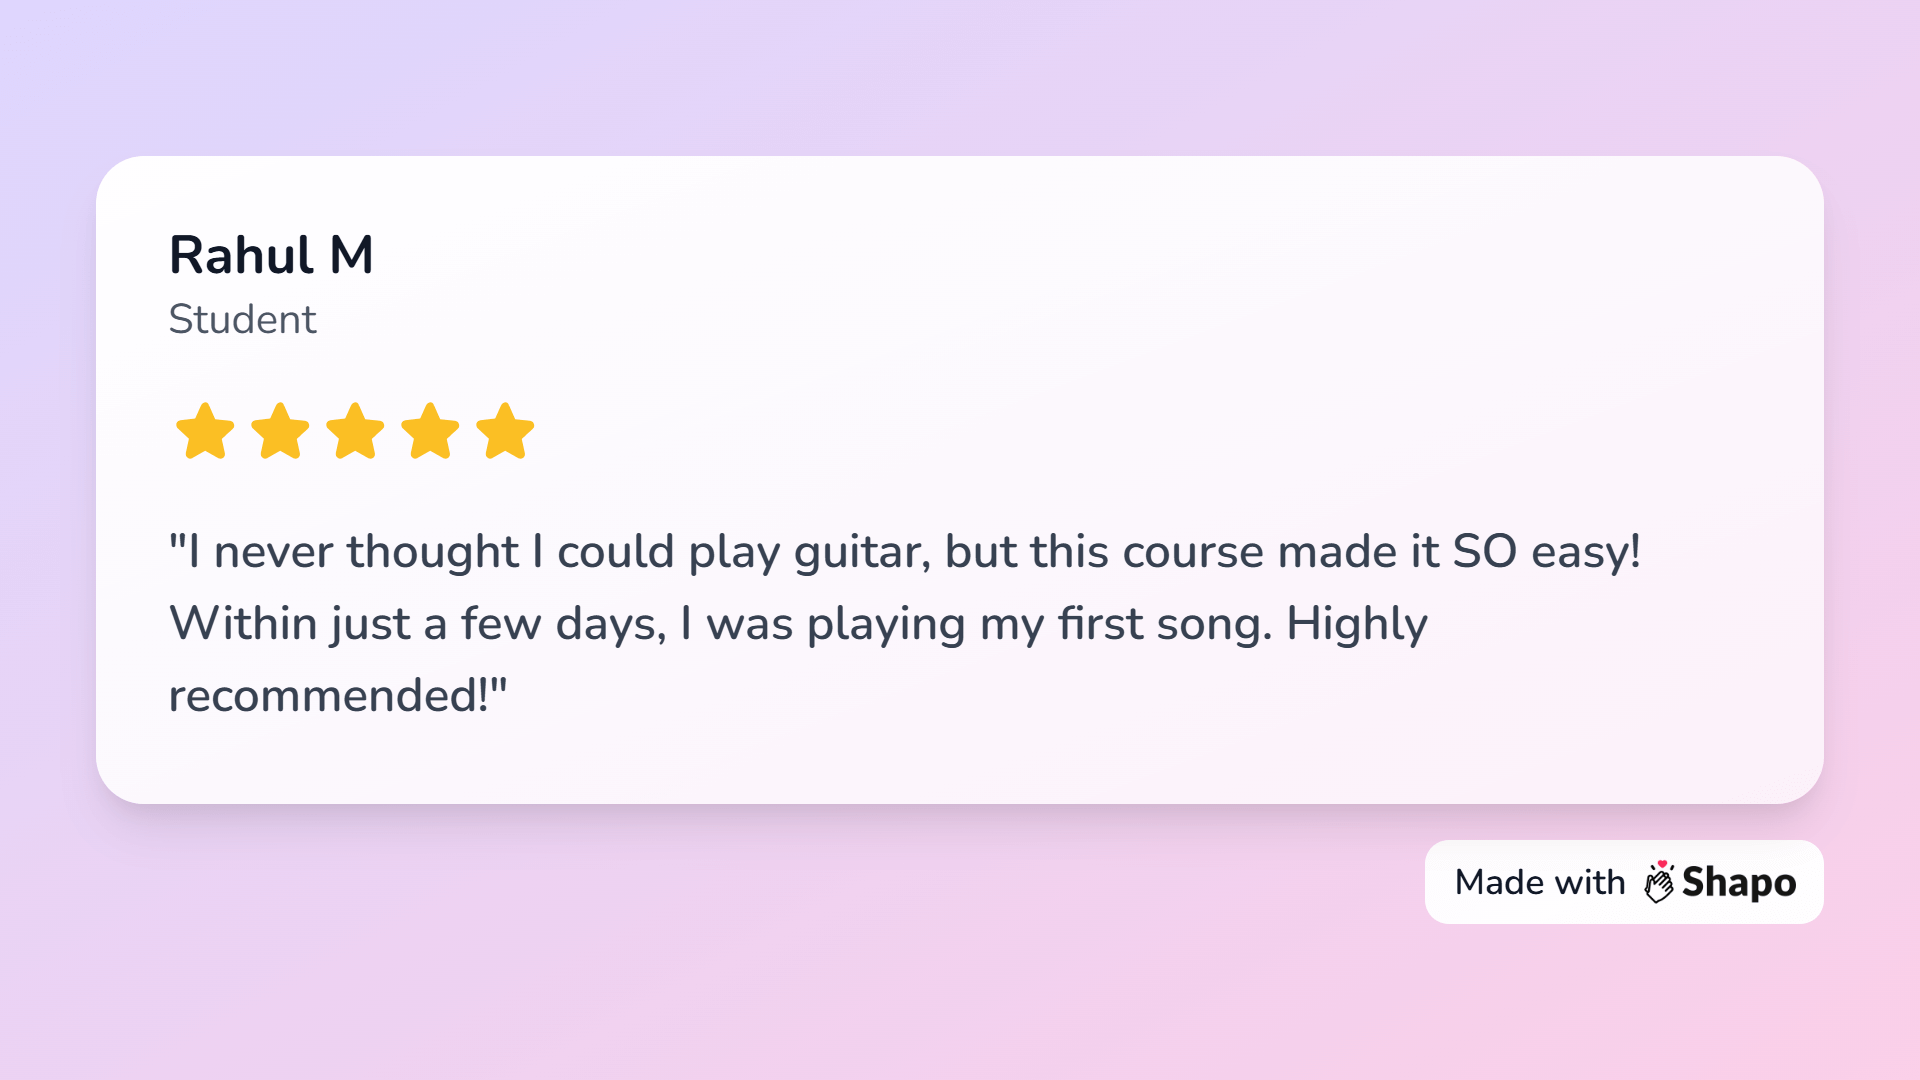 Rahul M
Student
"I never thought I could play guitar, but this course made it SO easy!
Within just a few days, I was playing my first song. Highly
recommended!"
Made with Shapo